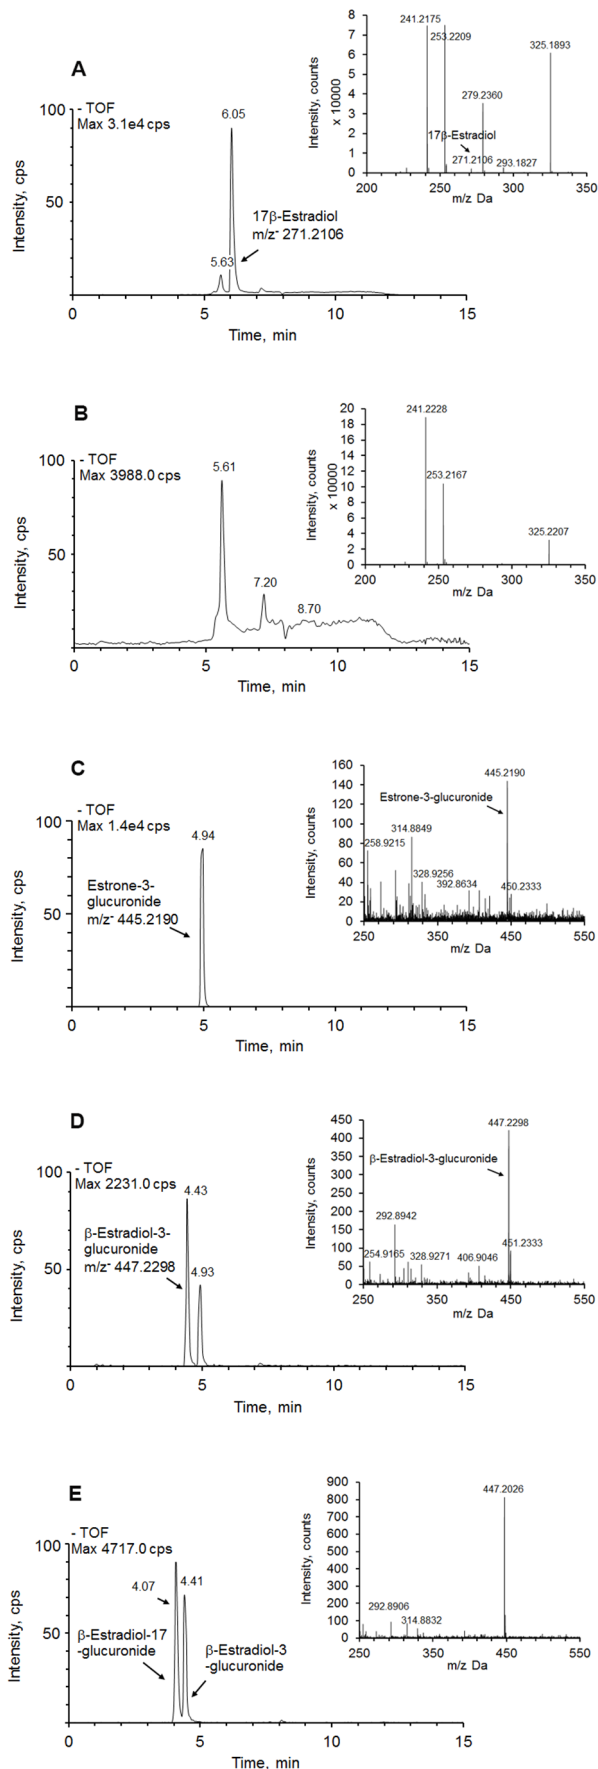 A
- TOF
Max 3.1e4 cps
100
50
Intensity, cps
6.05
5.63
17β-Estradiol
m/z- 271.2106
0
5
10
15
Time, min
8
7
6
5
4
3
2
1
0
Intensity, counts
x 10000
241.2175
253.2209
325.1893
279.2360
17β-Estradiol
271.2106
293.1827
200
250
300
350
m/z Da
B
- TOF
Max 3988.0 cps
100
50
Intensity, cps
5.61
7.20
8.70
0
5
10
15
Time, min
20
18
16
14
12
10
8
6
4
2
0
Intensity, counts
x 10000
241.2228
253.2167
325.2207
200
250
300
350
m/z Da
C
- TOF
Max 1.4e4 cps
100
50
Intensity, cps
4.94
Estrone-3-
glucuronide
m/z- 445.2190
0
5
10
15
Time, min
160
140
120
100
80
60
40
20
0
Intensity, counts
445.2190
Estrone-3-glucuronide
314.8849
258.9215
328.9256
392.8634
450.2333
250
350
450
550
m/z Da
D
- TOF
Max 2231.0 cps
100
50
Intensity, cps
4.43
4.93
β-Estradiol-3-
glucuronide
m/z- 447.2298
0
5
10
15
Time, min
450
400
350
300
250
200
150
100
50
0
Intensity, counts
447.2298
β-Estradiol-3-glucuronide
292.8942
254.9165
328.9271
406.9046
451.2333
250
350
450
550
m/z Da
E
- TOF
Max 4717.0 cps
100
50
Intensity, cps
4.07
4.41
β-Estradiol-17
-glucuronide
β-Estradiol-3
-glucuronide
0
5
10
15
Time, min
900
800
700
600
500
400
300
200
100
0
Intensity, counts
447.2026
292.8906
314.8832
250
350
450
550
m/z Da